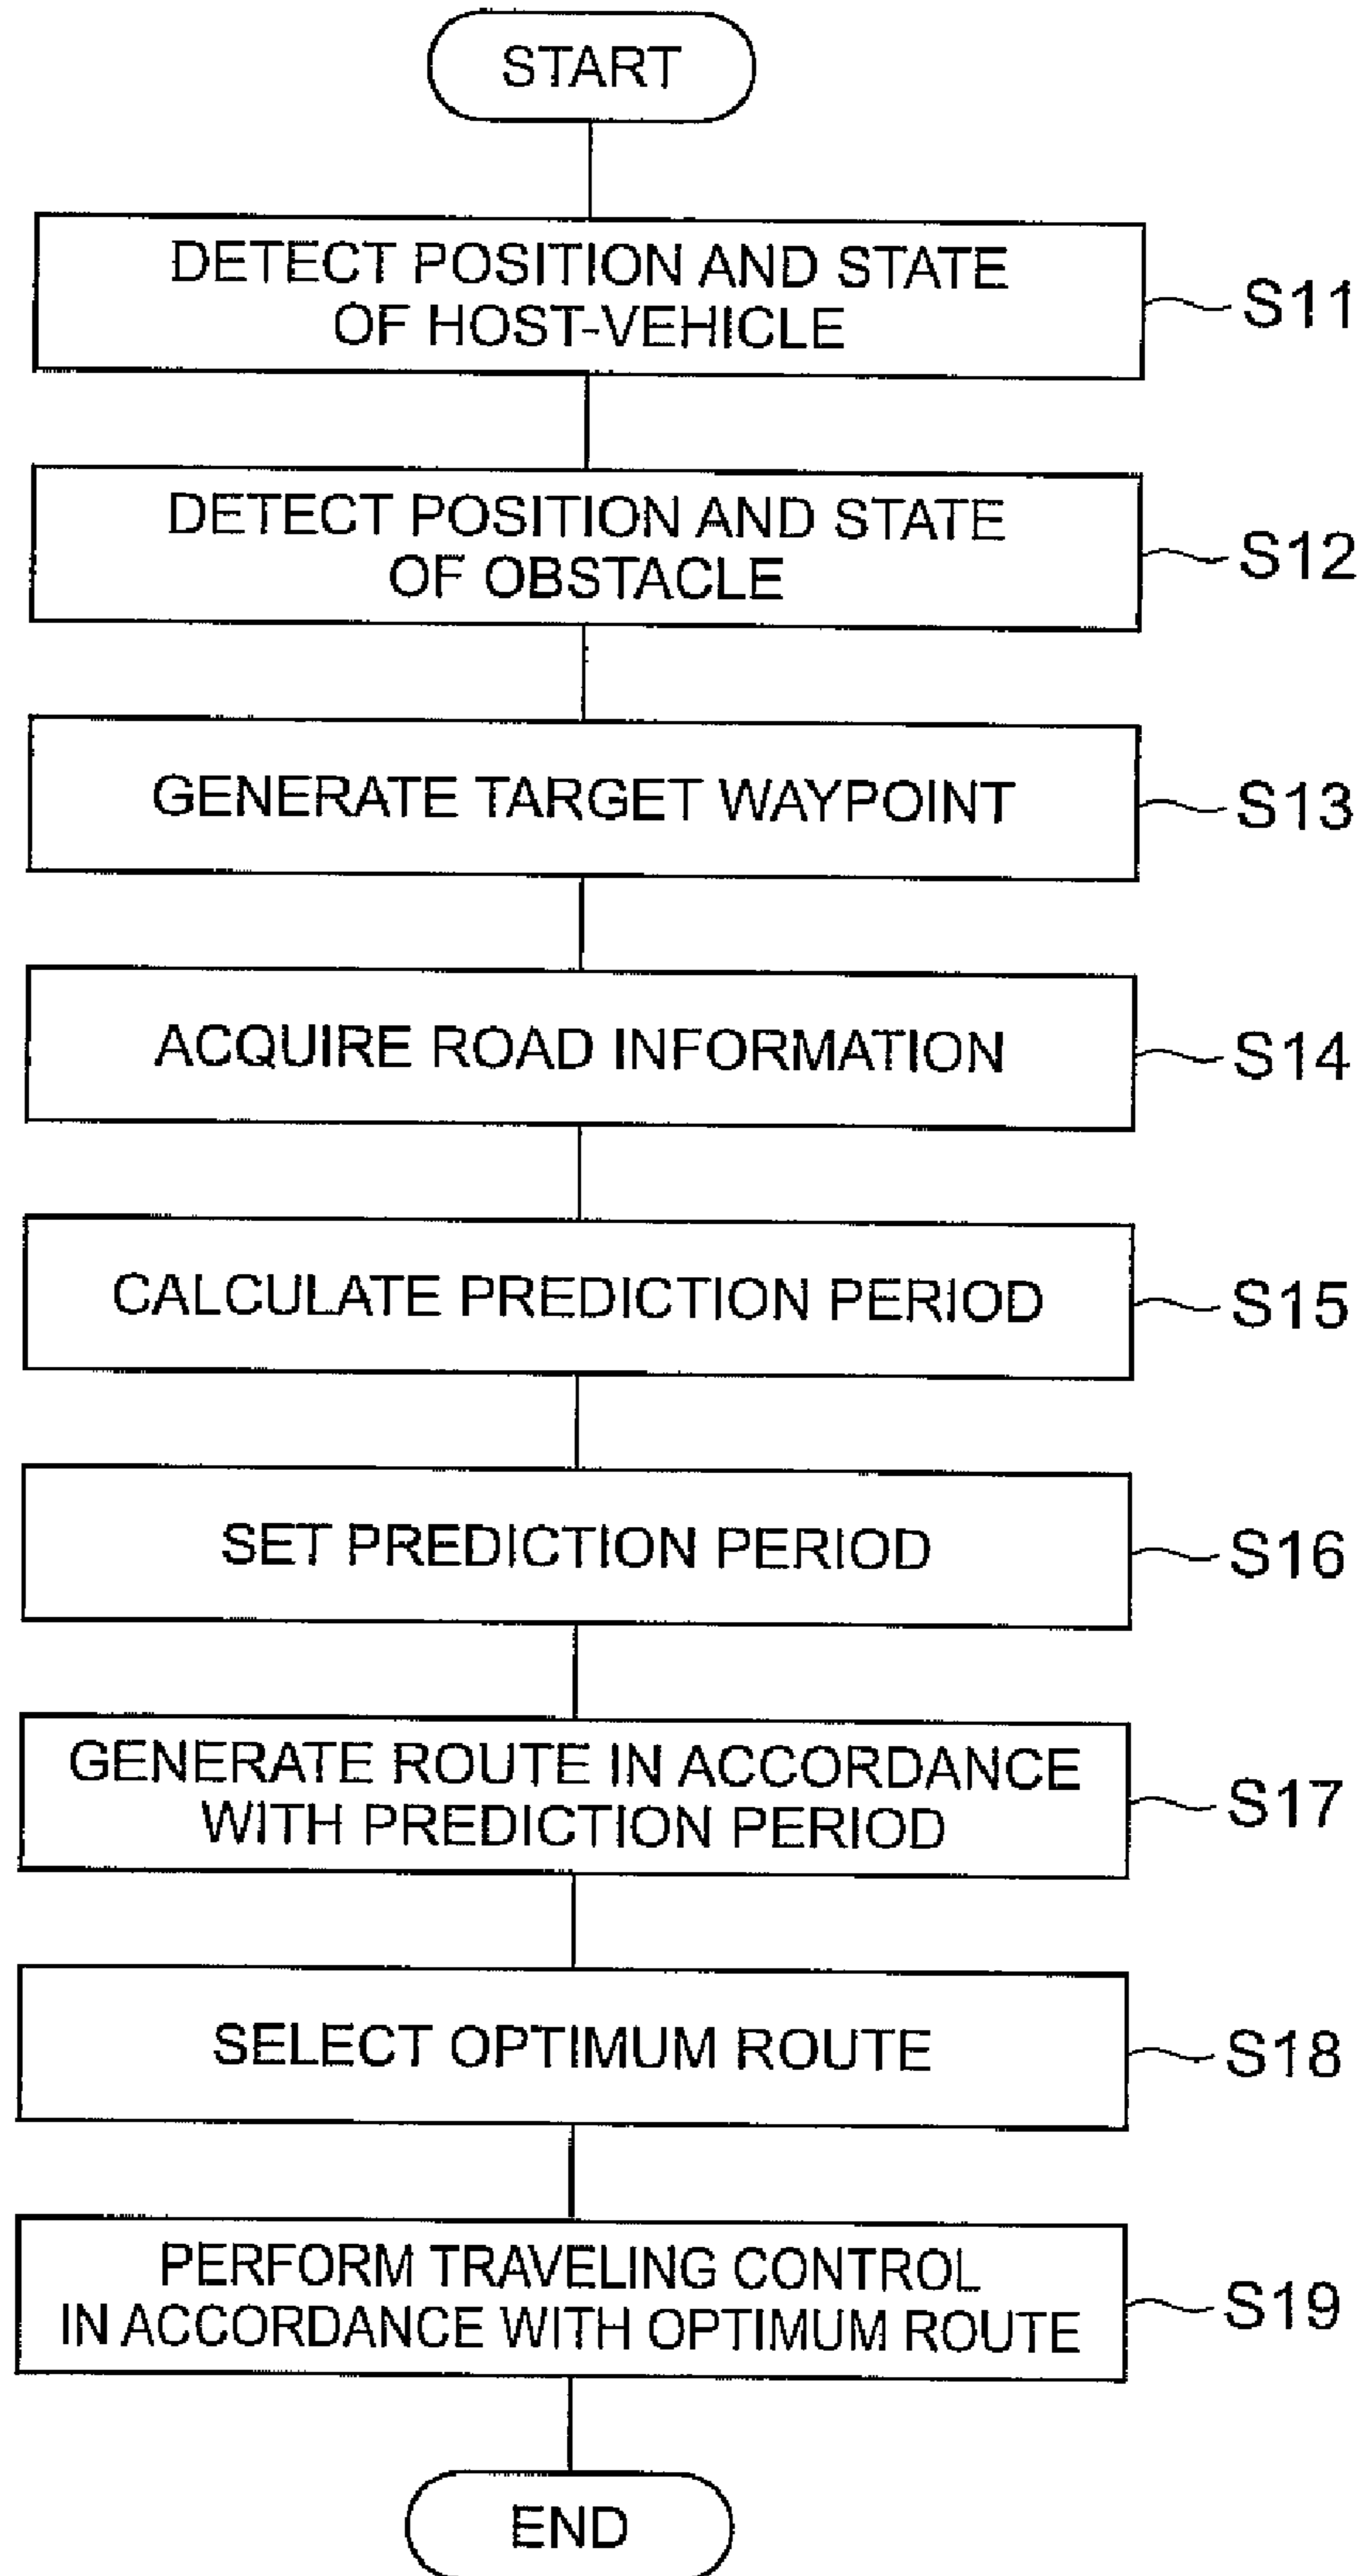 START
DETECT POSITION AND STATE
OF HOST-VEHICLE
S11
DETECT POSITION AND STATE
OF OBSTACLE
S12
GENERATE TARGET WAYPOINT
S13
ACQUIRE ROAD INFORMATION
S14
CALCULATE PREDICTION PERIOD
S15
SET PREDICTION PERIOD
S16
GENERATE ROUTE IN ACCORDANCE
WITH PREDICTION PERIOD
S17
SELECT OPTIMUM ROUTE
S18
PERFORM TRAVELING CONTROL
IN ACCORDANCE WITH OPTIMUM ROUTE
S19
END